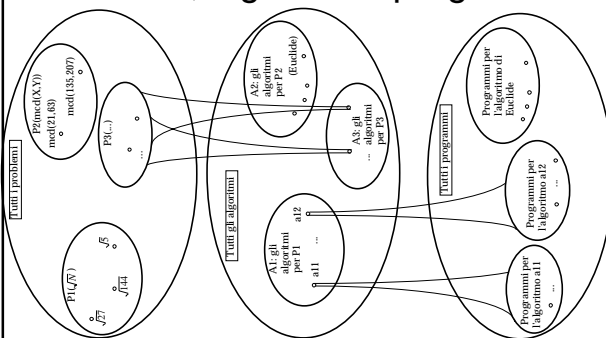 Tutti i problemi
P1(√N )
√27
√144
√5
P2(mcd(X,Y))
mcd(21,63)
mcd(135,207)
P3(...)
...
Tutti gli algoritmi
A1: gli
algoritmi
per P1
a11
...
a12
A2: gli
algoritmi
per P2
(Euclide)
...
A3: gli
algoritmi
per P3
...
Tutti i programmi
Programmi per
l'algoritmo a11
...
Programmi per
l'algoritmo a12
...
Programmi per
l'algoritmo di
Euclide
...